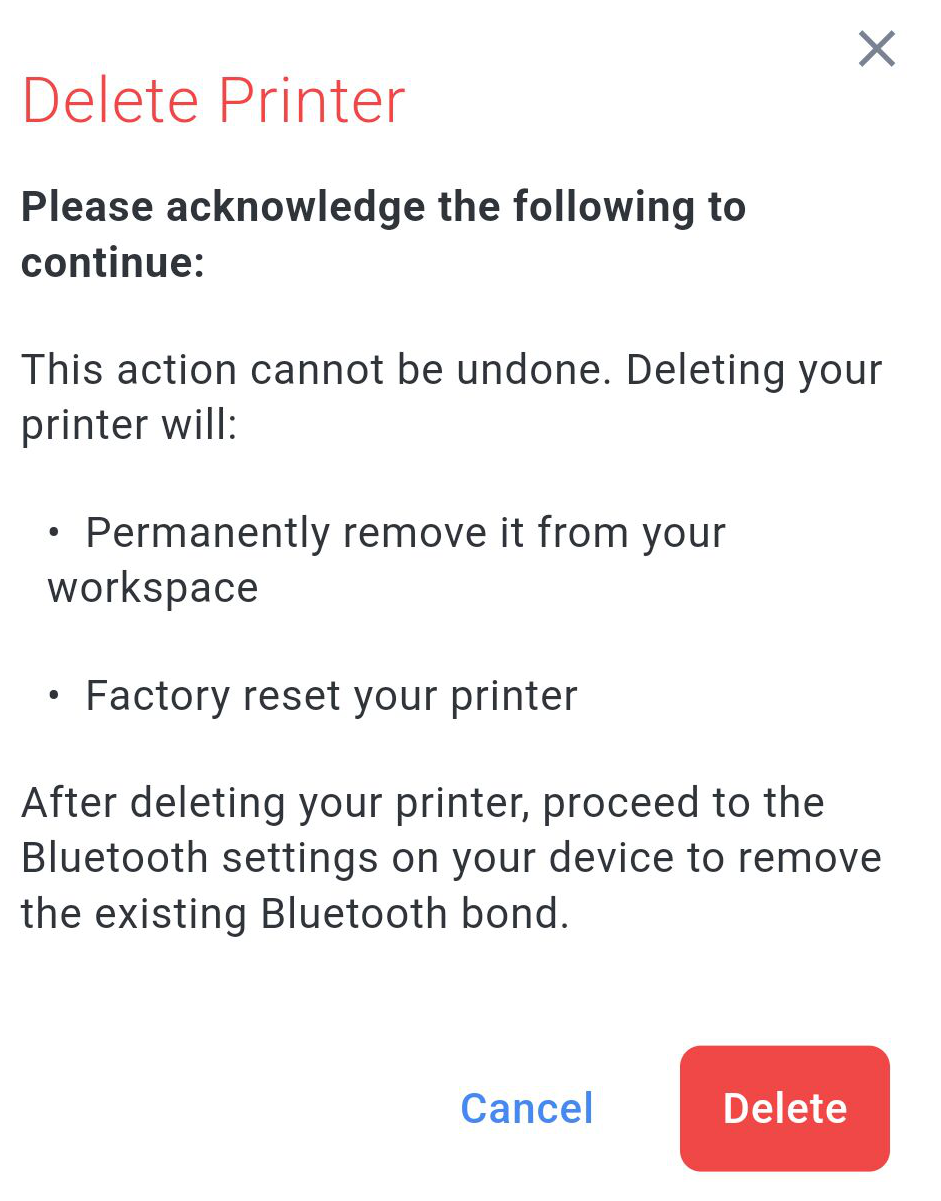 Delete Printer
Please acknowledge the following to
continue:
This action cannot be undone. Deleting your
printer will:
• Permanently remove it from your
workspace
• Factory reset your printer
After deleting your printer, proceed to the
Bluetooth settings on your device to remove
the existing Bluetooth bond.
Cancel Delete